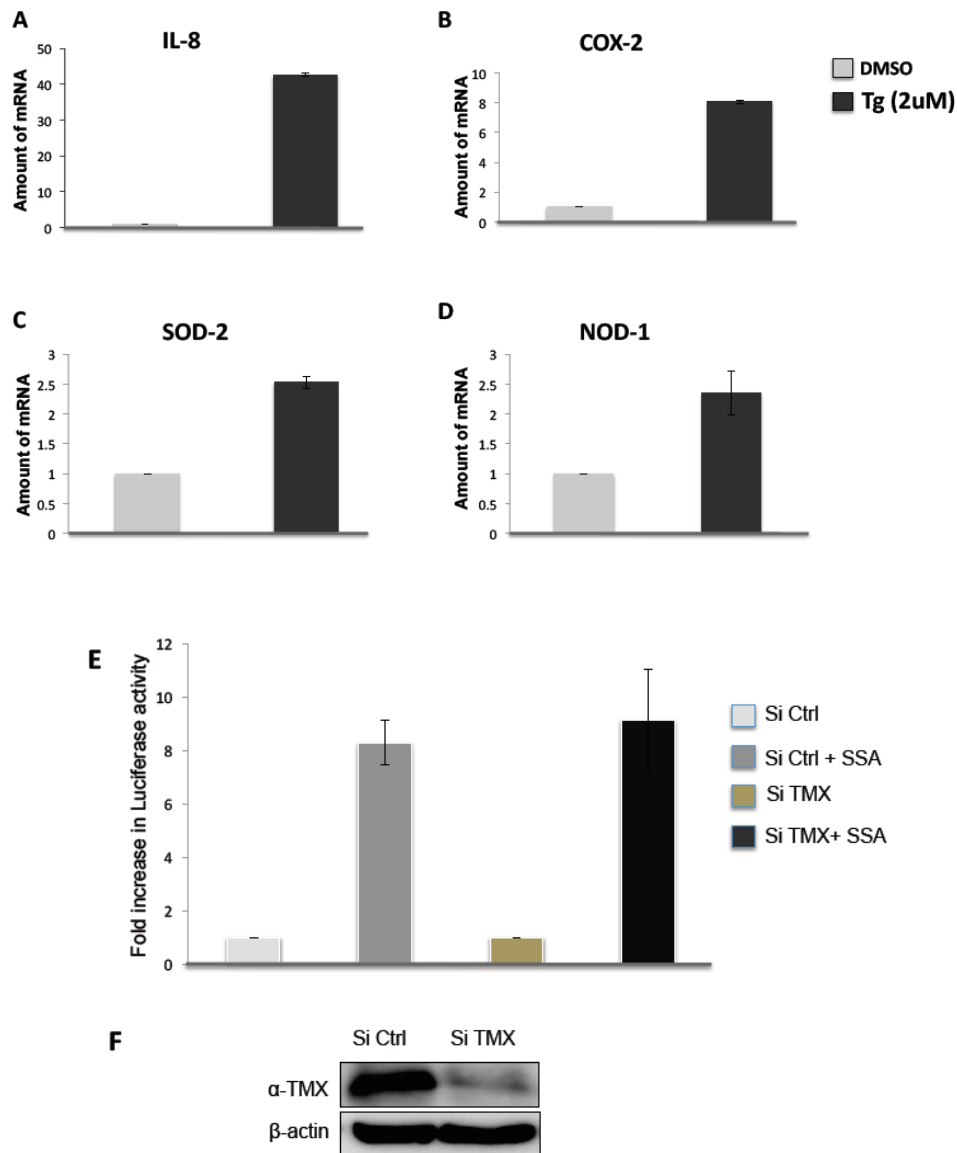 A
IL-8
Amount of mRNA
50
40
30
20
10
0
B
COX-2
Amount of mRNA
10
8
6
4
2
0
DMSO
Tg (2uM)
C
SOD-2
Amount of mRNA
3
2.5
2
1.5
1
0.5
0
D
NOD-1
Amount of mRNA
3
2.5
2
1.5
1
0.5
0
E
Fold increase in Luciferase activity
12
10
8
6
4
2
0
Si Ctrl
Si Ctrl + SSA
Si TMX
Si TMX+ SSA
F
Si Ctrl Si TMX
α-TMX
β-actin